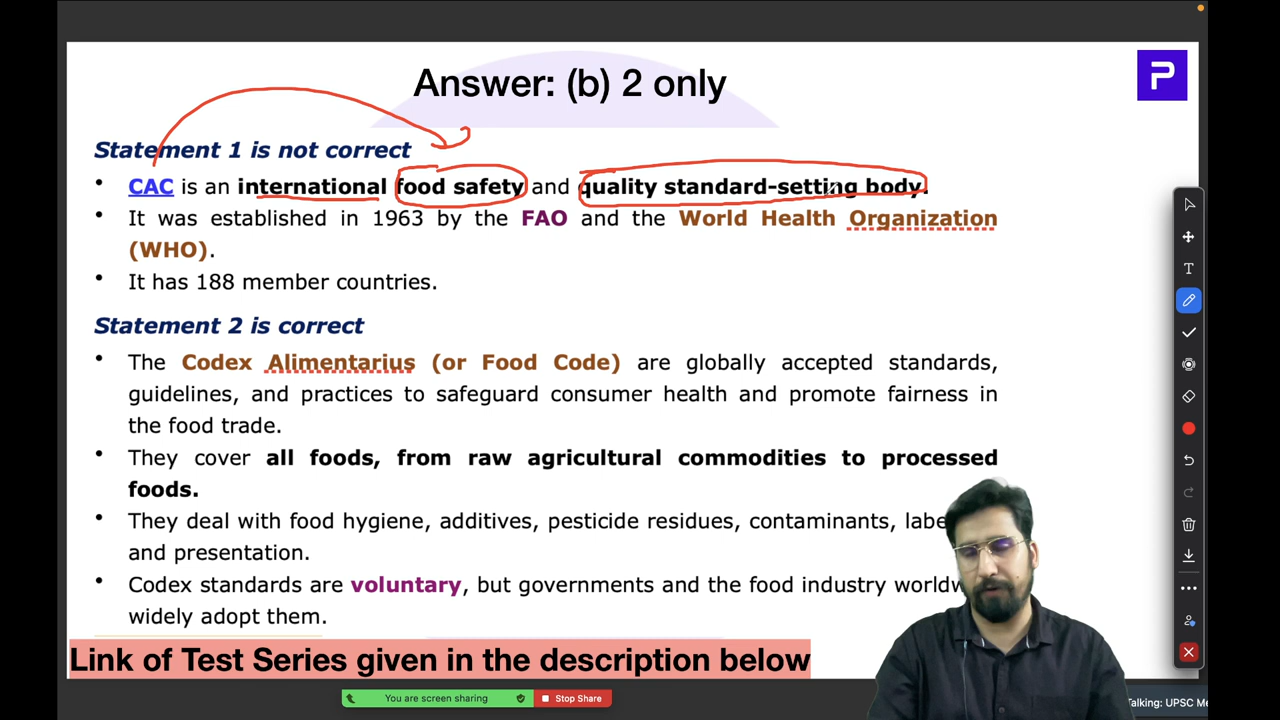 Answer: (b) 2 only
P
Statement 1 is not correct
• CAC is an international food safety and quality standard-setting body.
• It was established in 1963 by the FAO and the World Health Organization
(WHO).
• It has 188 member countries.
Statement 2 is correct
• The Codex Alimentarius (or Food Code) are globally accepted standards,
guidelines, and practices to safeguard consumer health and promote fairness in
the food trade.
• They cover all foods, from raw agricultural commodities to processed
foods.
• They deal with food hygiene, additives, pesticide residues, contaminants,
and presentation.
• Codex standards are voluntary, but governments and the food industry
widely adopt them.
Link of Test Series given in the description below
You are screen sharing Stop Share
Talking: UPSC
T